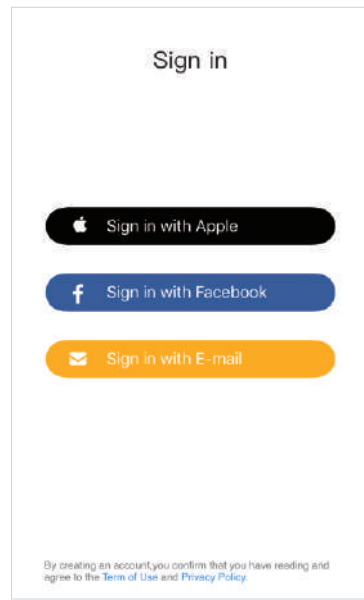 Sign in
Sign in with Apple
Sign in with Facebook
Sign in with E-mail
By creating an account,you confirm that you have reading and
agree to the Term of Use and Privacy Policy.